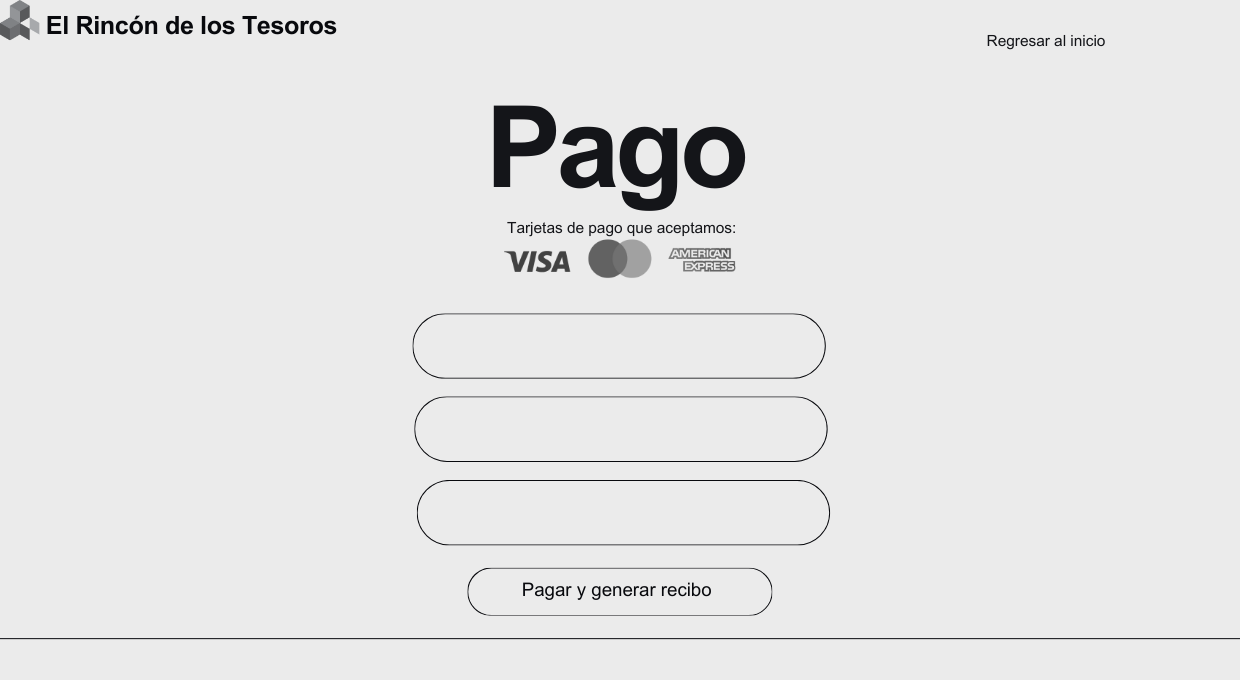 El Rincón de los Tesoros
Regresar al inicio
Pago
Tarjetas de pago que aceptamos:
VISA
AMERICAN
EXPRESS
Pagar y generar recibo